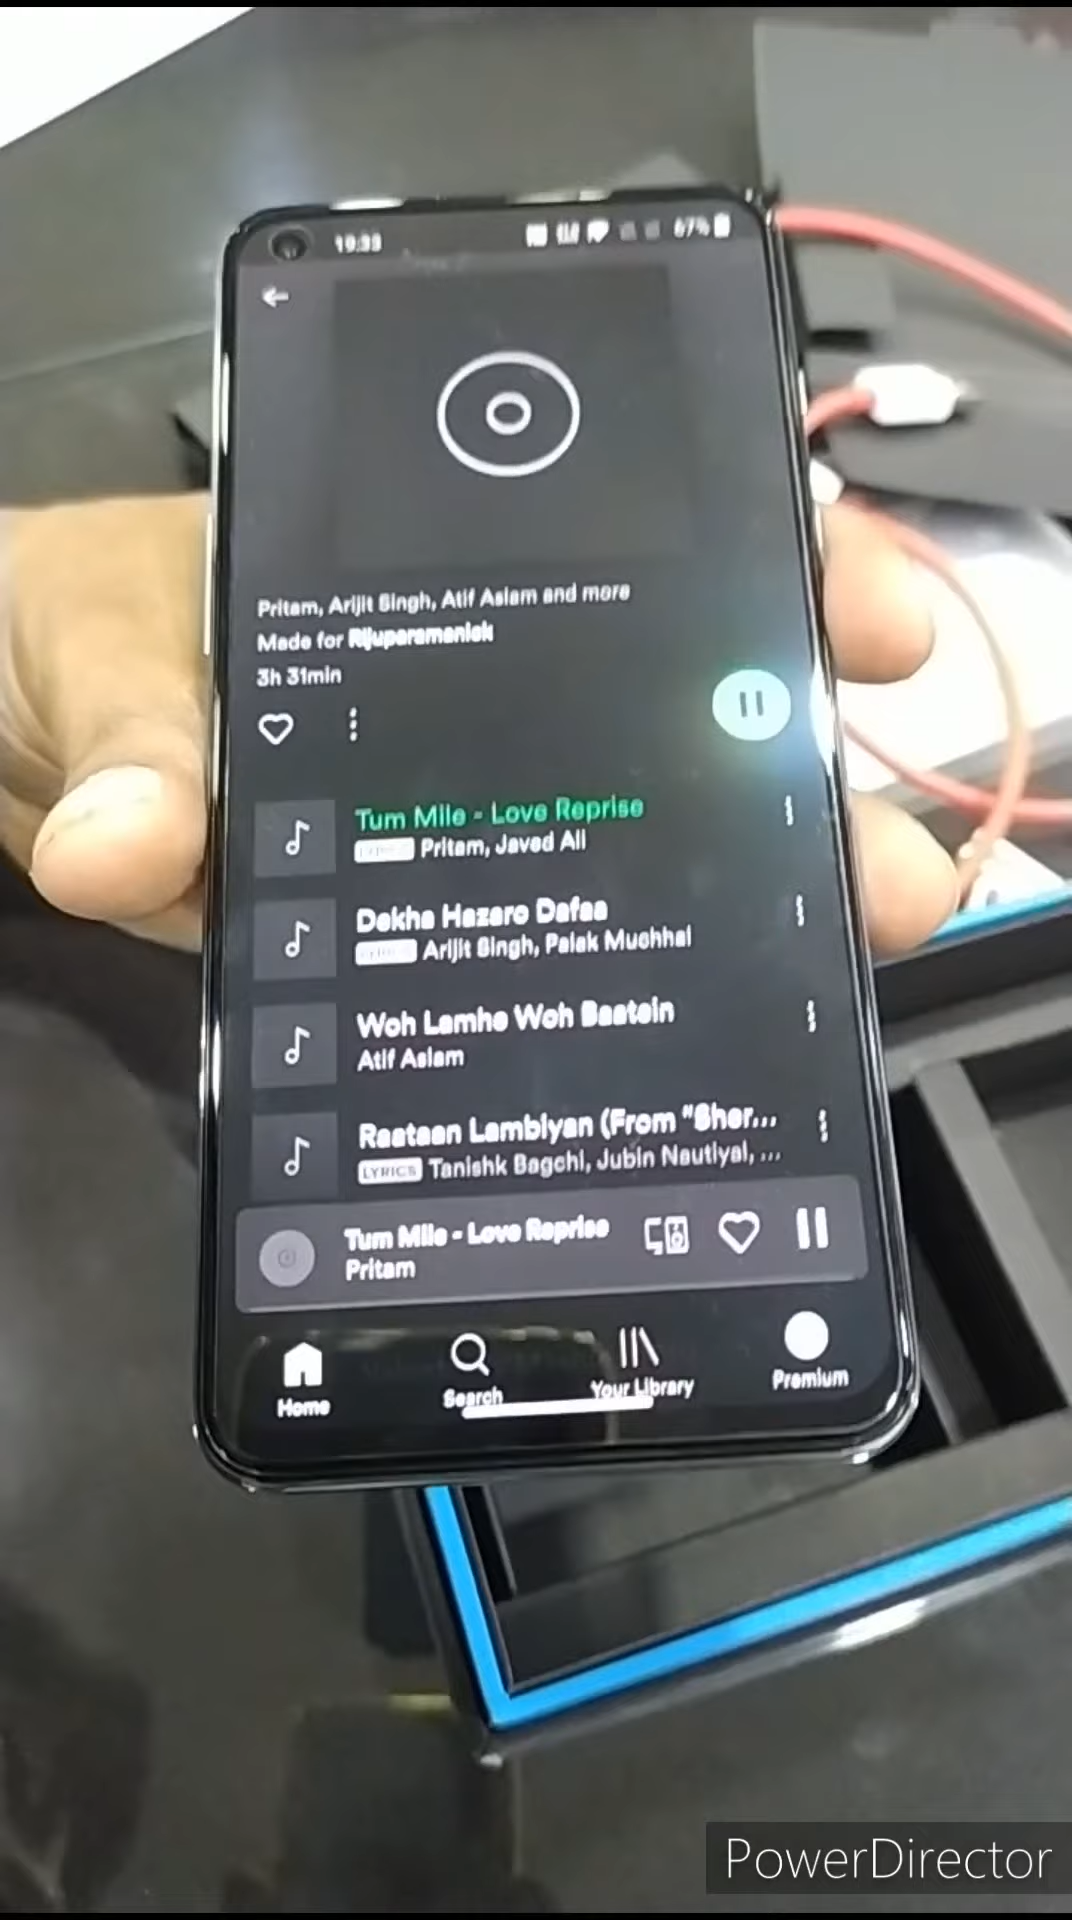 19:33
67%
Pritam, Arijit Singh, Atif Aslam and more
Made for Rijuparamanick
3h 31min
Tum Mile - Love Reprise
Pritam, Javed Ali
Dekha Hazaro Dafaa
Arijit Singh, Palak Muchhal
Woh Lamhe Woh Baatein
Atif Aslam
Raataan Lambiyan (From "Sher...
LYRICS Tanishk Bagchi, Jubin Nautiyal, ...
Tum Mile - Love Reprise
Pritam
Home
Search
Your Library
Premium
PowerDirector